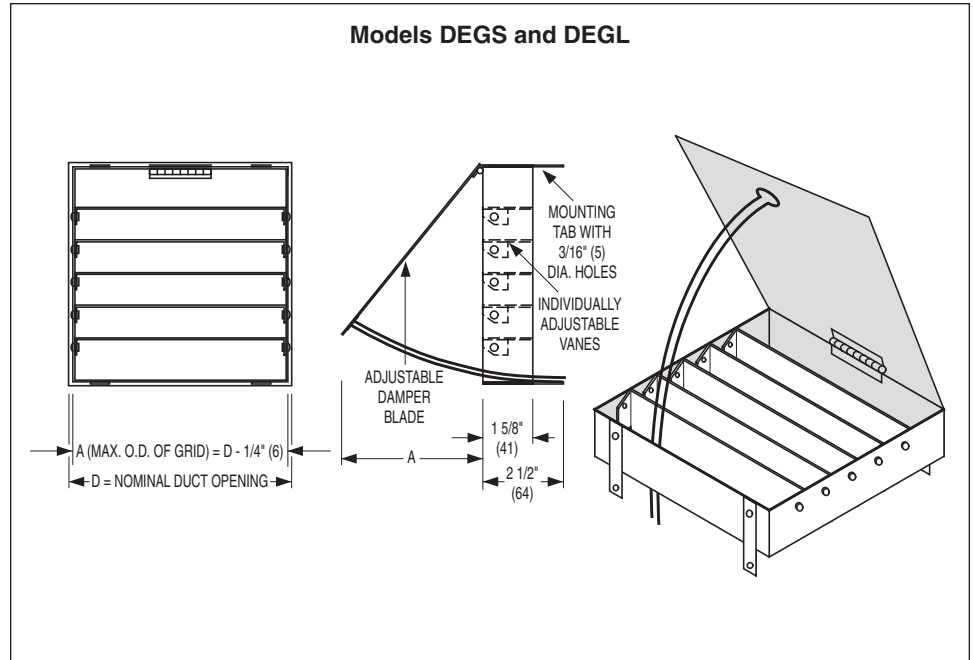 Models DEGS and DEGL
A (MAX. O.D. OF GRID) = D - 1/4" (6)
D = NOMINAL DUCT OPENING
MOUNTING
TAB WITH
3/16" (5)
DIA. HOLES
INDIVIDUALLY
ADJUSTABLE
VANES
ADJUSTABLE
DAMPER
BLADE
1 5/8"
(41)
A
2 1/2"
(64)